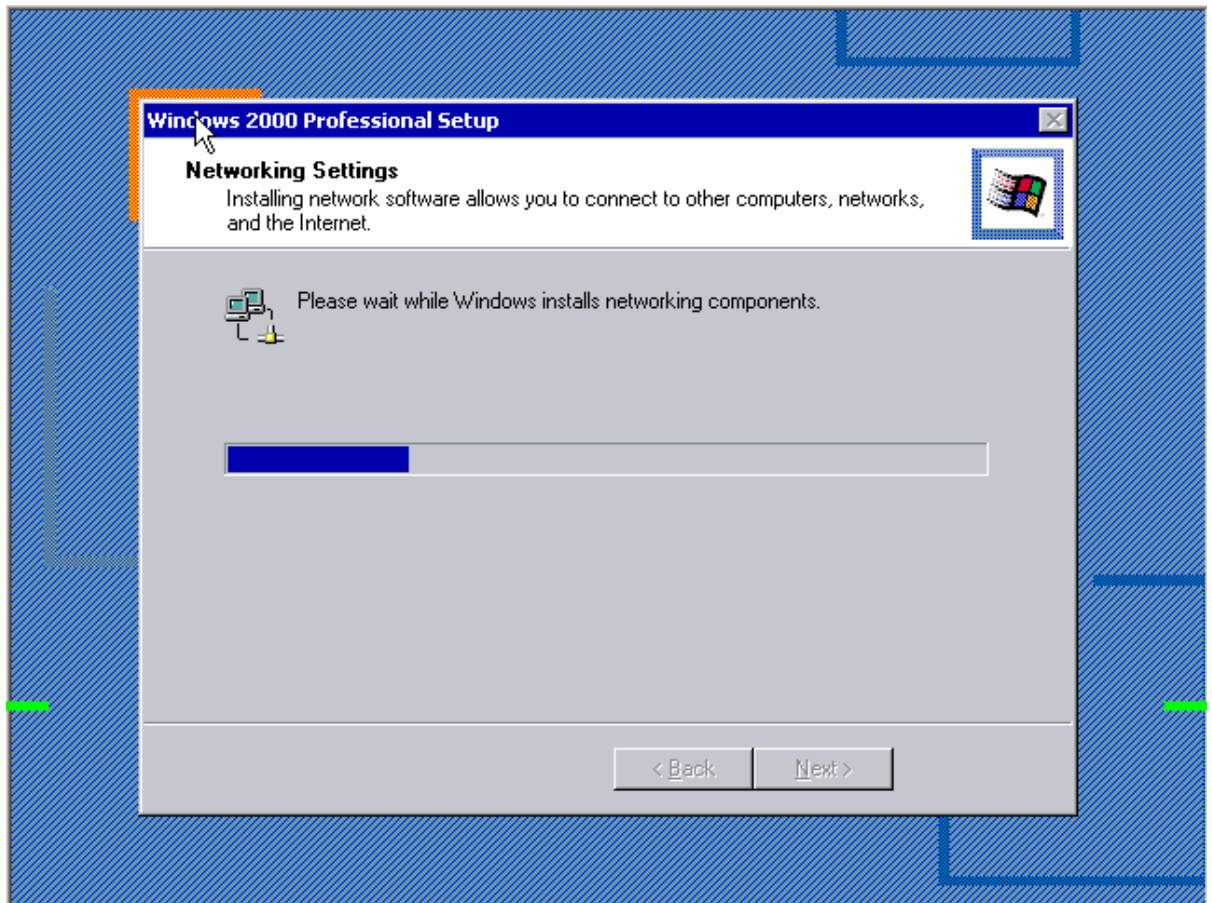 Windows 2000 Professional Setup
Networking Settings
Installing network software allows you to connect to other computers, networks,
and the Internet.
Please wait while Windows installs networking components.
< Back
Next >